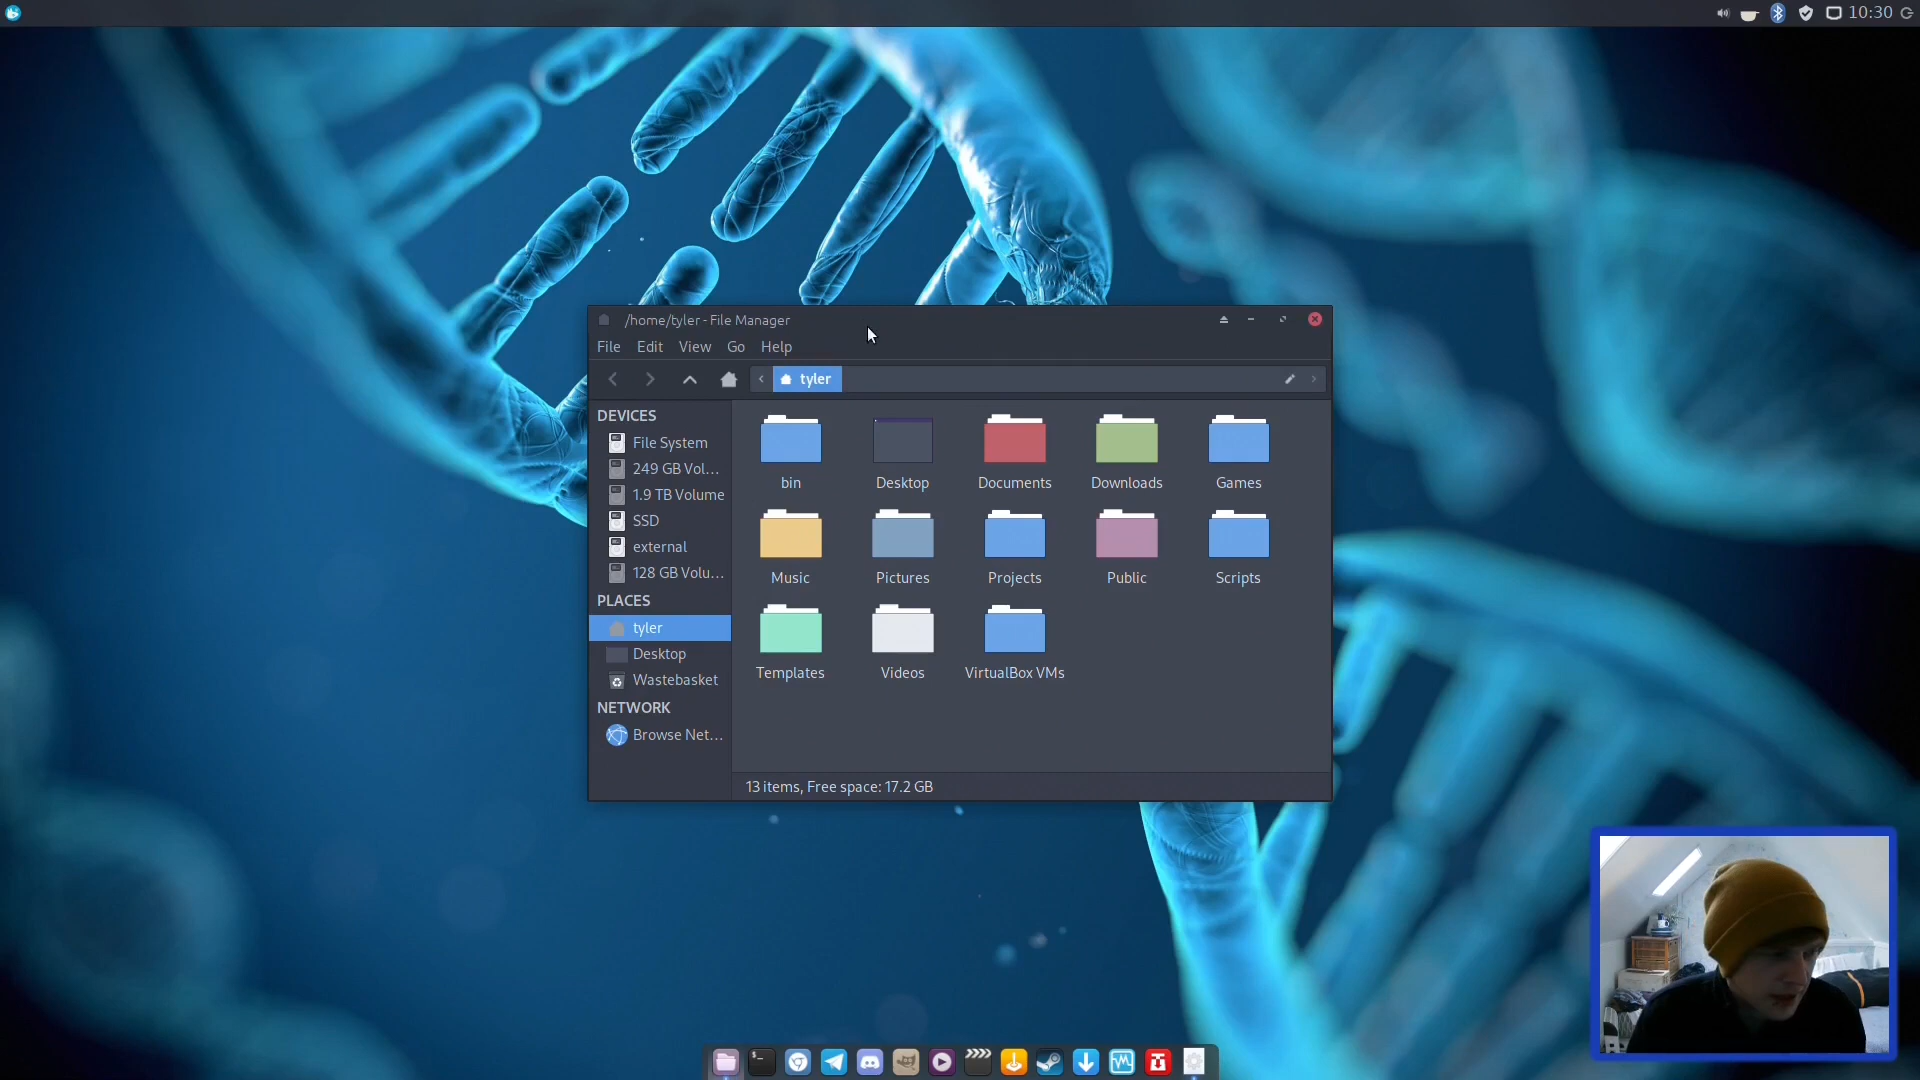 10:30
/home/tyler - File Manager
File Edit View Go Help
tyler
DEVICES
File System
249 GB Vol...
1.9 TB Volume
SSD
external
128 GB Volu...
PLACES
tyler
Desktop
Wastebasket
NETWORK
Browse Net...
bin Desktop Documents Downloads Games
Music Pictures Projects Public Scripts
Templates Videos VirtualBox VMs
13 items, Free space: 17.2 GB